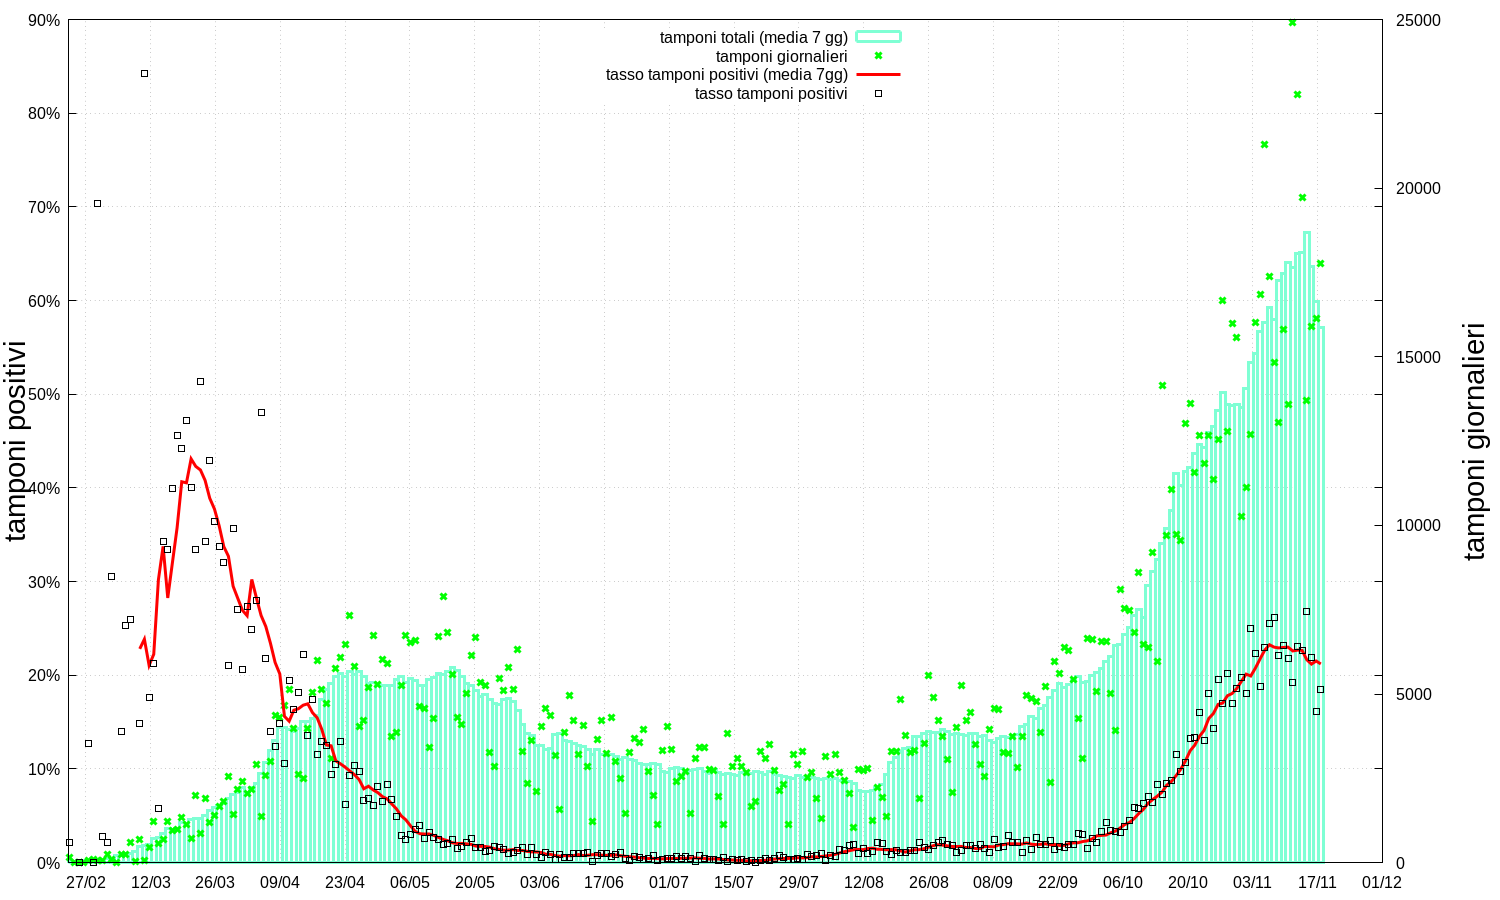 tamponi totali (media 7 gg)
tamponi giornalieri
tasso tamponi positivi (media 7gg)
tasso tamponi positivi
90%
80%
70%
60%
50%
40%
30%
20%
10%
0%
tamponi positivi
25000
20000
15000
10000
5000
0
tamponi giornalieri
27/02 12/03 26/03 09/04 23/04 06/05 20/05 03/06 17/06 01/07 15/07 29/07 12/08 26/08 08/09 22/09 06/10 20/10 03/11 17/11 01/12